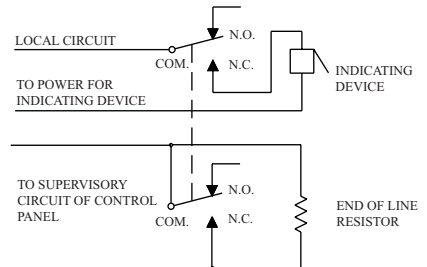 N.O.
LOCAL CIRCUIT
COM.
N.C.
INDICATING
DEVICE
TO POWER FOR
INDICATING DEVICE
TO SUPERVISORY
CIRCUIT OF CONTROL
PANEL
N.O.
COM.
N.C.
END OF LINE
RESISTOR